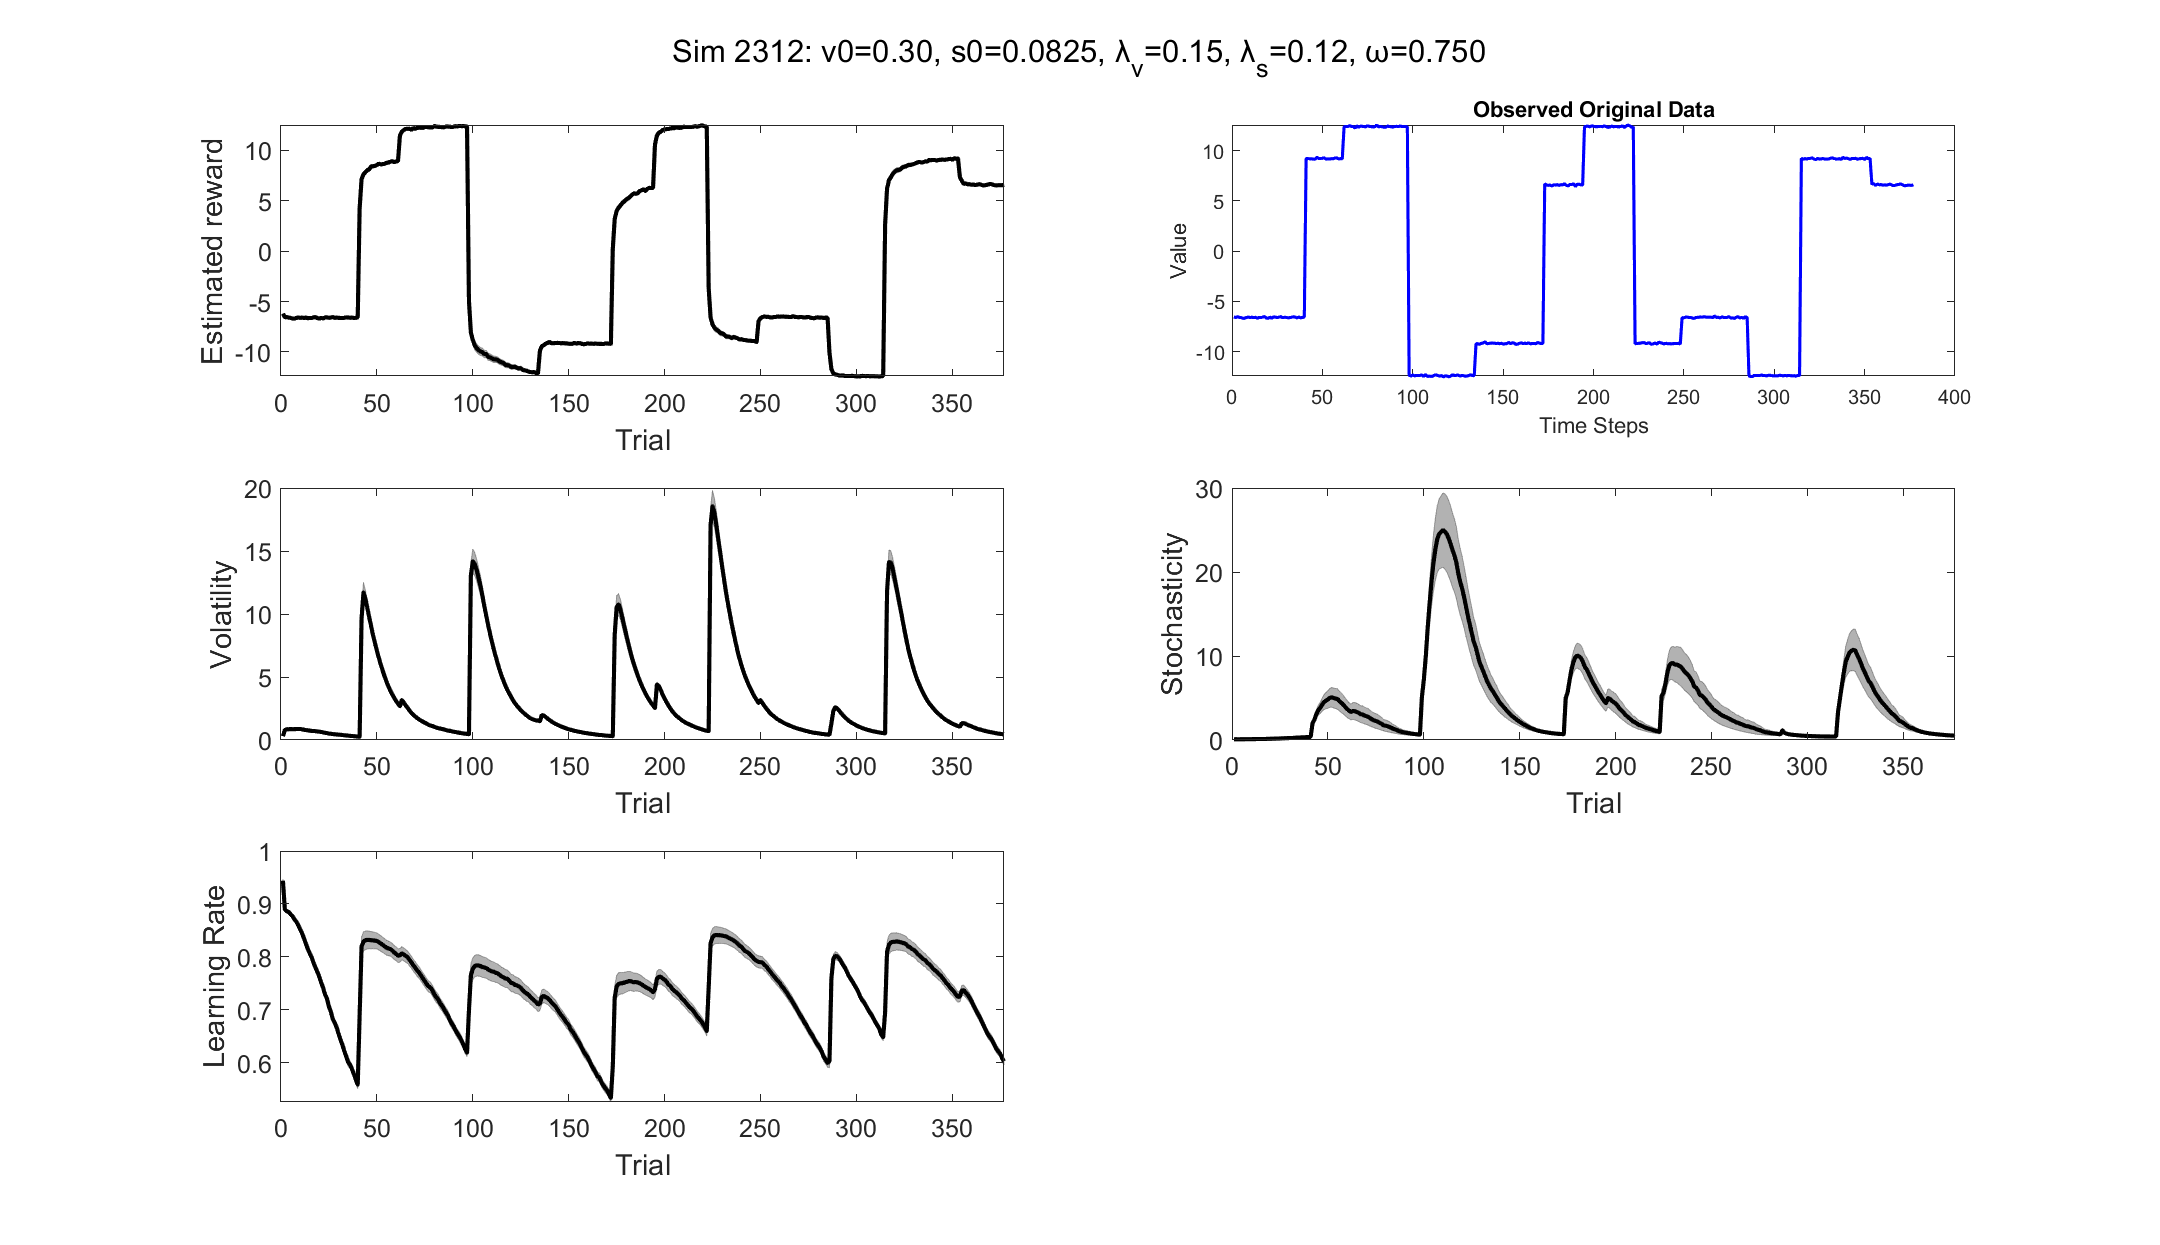 Sim 2312: v0=0.30, s0=0.0825, λv=0.15, λs=0.12, ω=0.750
Estimated reward
10
5
0
-5
-10
0 50 100 150 200 250 300 350
Trial
Observed Original Data
Value
10
5
0
-5
-10
0 50 100 150 200 250 300 350 400
Time Steps
Volatility
20
15
10
5
0
0 50 100 150 200 250 300 350
Trial
Stochasticity
30
20
10
0
0 50 100 150 200 250 300 350
Trial
Learning Rate
1
0.9
0.8
0.7
0.6
0 50 100 150 200 250 300 350
Trial